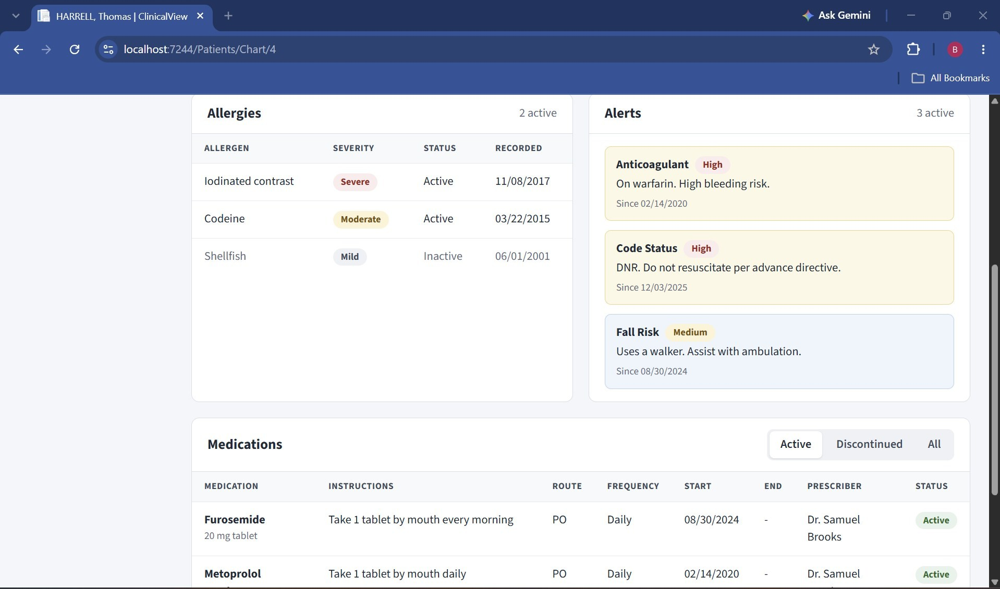 HARRELL, Thomas | ClinicalView
Ask Gemini
localhost:7244/Patients/Chart/4
B
All Bookmarks
Allergies 2 active
ALLERGEN SEVERITY STATUS RECORDED
Iodinated contrast Severe Active 11/08/2017
Codeine Moderate Active 03/22/2015
Shellfish Mild Inactive 06/01/2001
Alerts 3 active
Anticoagulant High
On warfarin. High bleeding risk.
Since 02/14/2020
Code Status High
DNR. Do not resuscitate per advance directive.
Since 12/03/2025
Fall Risk Medium
Uses a walker. Assist with ambulation.
Since 08/30/2024
Medications Active Discontinued All
MEDICATION INSTRUCTIONS ROUTE FREQUENCY START END PRESCRIBER STATUS
Furosemide Take 1 tablet by mouth every morning PO Daily 08/30/2024 - Dr. Samuel Active
20 mg tablet Brooks
Metoprolol Take 1 tablet by mouth daily PO Daily 02/14/2020 - Dr. Samuel Active